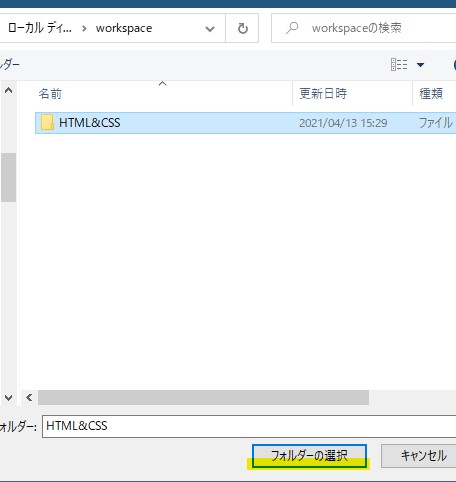 ローカル ディ... › workspace
workspaceの検索
ルダー
名前 更新日時 種類
HTML&CSS 2021/04/13 15:29 ファイル
ォルダー: HTML&CSS
フォルダーの選択 キャンセル